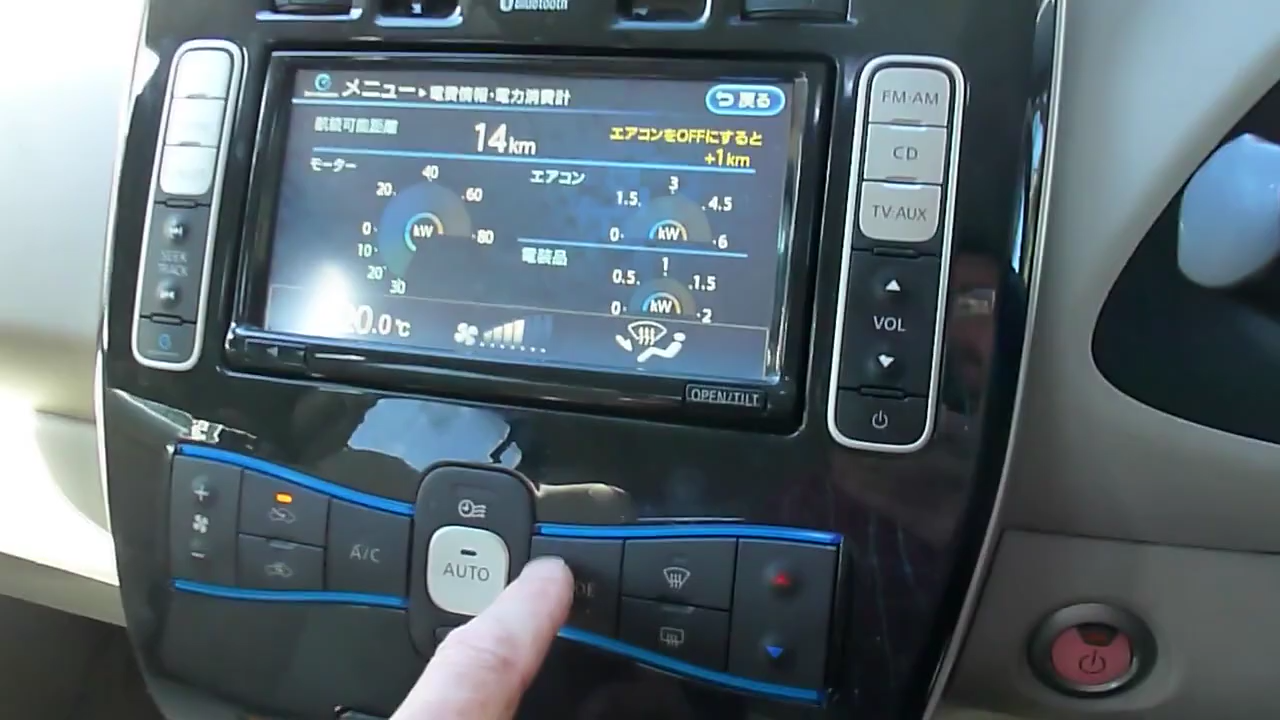 Bluetooth
メニュー▸電費情報・電力消費計
戻る
航続可能距離
14km
エアコンをOFFにすると
+1km
モーター
0 20 40 60 80
10 20 30
kW
エアコン
0 1.5 3 4.5 6
kW
電装品
0 0.5 1 1.5 2
kW
0.0℃
OPEN/TILT
SEEK
TRACK
FM·AM
CD
TV/AUX
VOL
A/C
AUTO